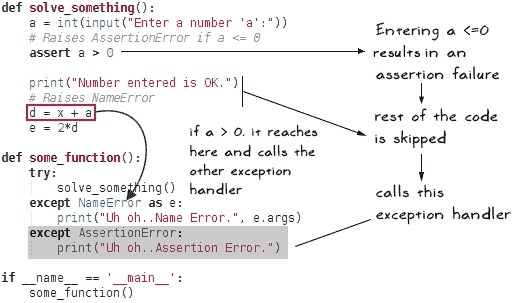 def solve_something():
    a = int(input("Enter a number 'a':"))
    # Raises AssertionError if a <= 0
    assert a > 0
    print("Number entered is OK.")
    # Raises NameError
    d = x + a
    e = 2*d
def some_function():
    try:
        solve_something()
    except NameError as e:
        print("Uh oh..Name Error.", e.args)
    except AssertionError:
        print("Uh oh..Assertion Error.")
if __name__ == '__main__':
    some_function()
if a > 0. it reaches
here and calls the
other exception
handler
Entering a <=0
results in an
assertion failure
rest of the code
is skipped
calls this
exception handler